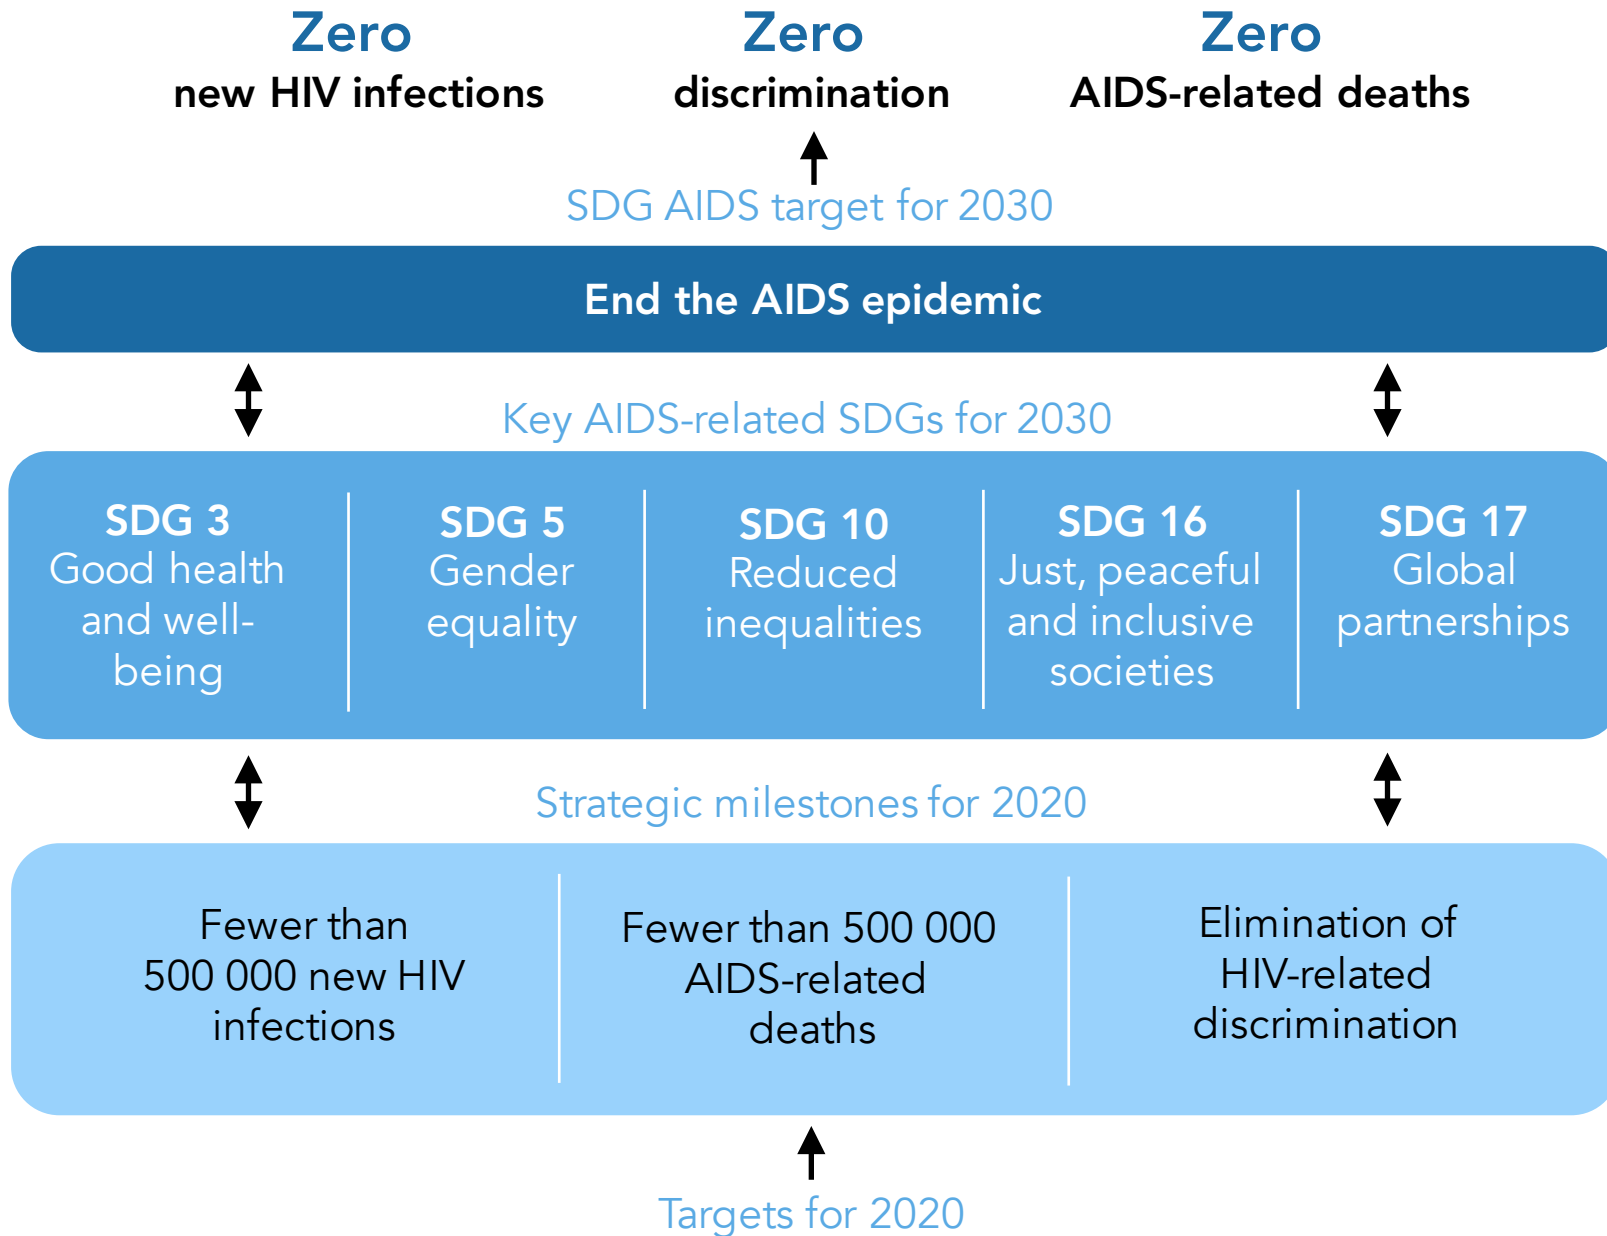 Zero
new HIV infections
Zero
discrimination
Zero
AIDS-related deaths
SDG AIDS target for 2030
End the AIDS epidemic
Key AIDS-related SDGs for 2030
SDG 3
Good health
and well-
being
SDG 5
Gender
equality
SDG 10
Reduced
inequalities
SDG 16
Just, peaceful
and inclusive
societies
SDG 17
Global
partnerships
Strategic milestones for 2020
Fewer than
500 000 new HIV
infections
Fewer than 500 000
AIDS-related
deaths
Elimination of
HIV-related
discrimination
Targets for 2020